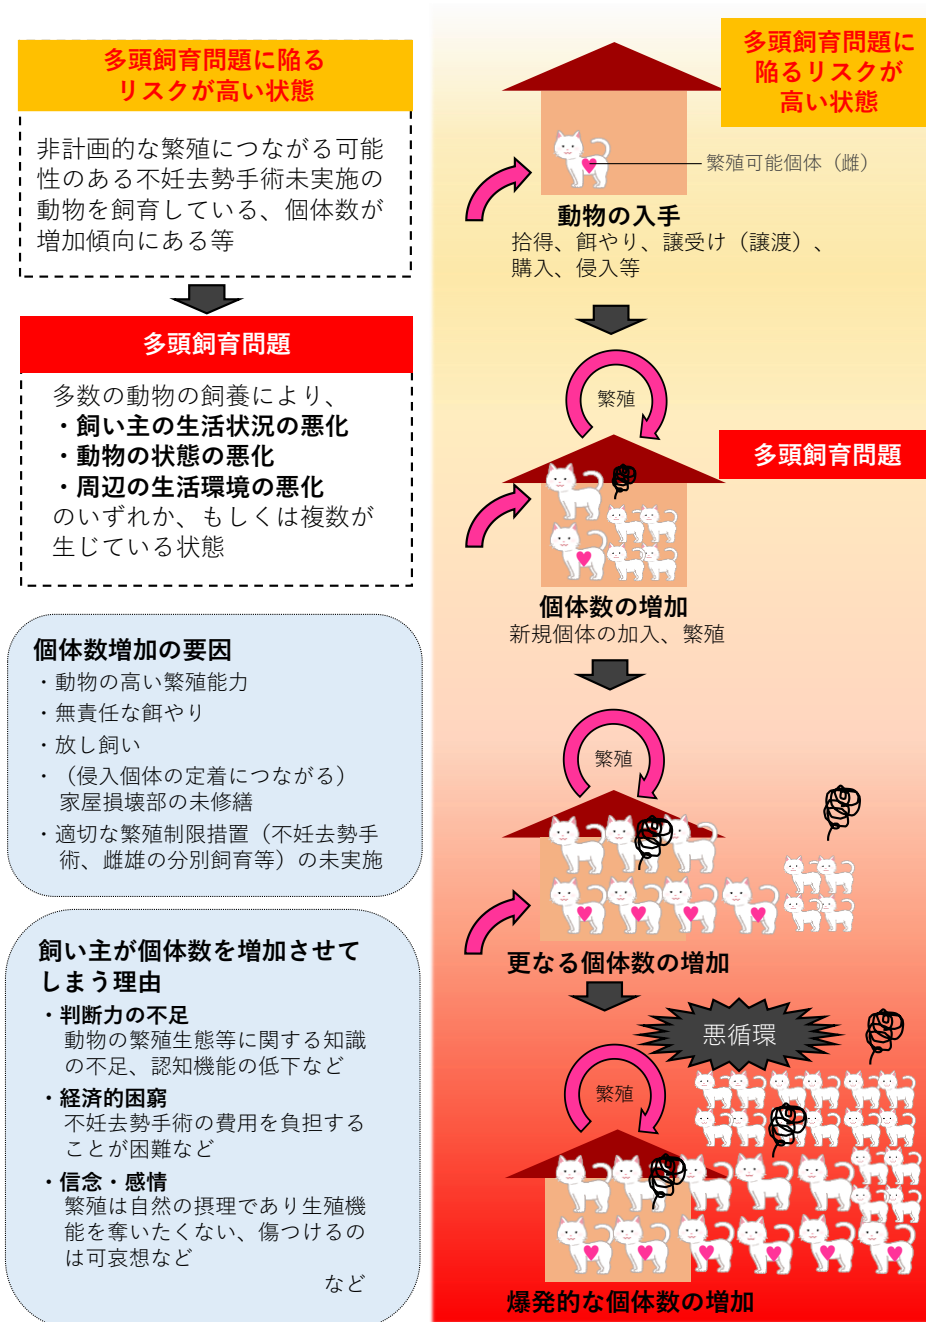 多頭飼育問題に陥る
リスクが高い状態
非計画的な繁殖につながる可能
性のある不妊去勢手術未実施の
動物を飼育している、個体数が
増加傾向にある等
多頭飼育問題
多数の動物の飼養により、
・飼い主の生活状況の悪化
・動物の状態の悪化
・周辺の生活環境の悪化
のいずれか、もしくは複数が
生じている状態
個体数増加の要因
・動物の高い繁殖能力
・無責任な餌やり
・放し飼い
・（侵入個体の定着につながる）
家屋損壊部の未修繕
・適切な繁殖制限措置（不妊去勢手
術、雌雄の分別飼育等）の未実施
飼い主が個体数を増加させて
しまう理由
・判断力の不足
動物の繁殖生態等に関する知識
の不足、認知機能の低下など
・経済的困窮
不妊去勢手術の費用を負担する
ことが困難など
・信念・感情
繁殖は自然の摂理であり生殖機
能を奪いたくない、傷つけるの
は可哀想など
など
多頭飼育問題に
陥るリスクが
高い状態
繁殖可能個体（雌）
動物の入手
拾得、餌やり、譲受け（譲渡）、
購入、侵入等
繁殖
多頭飼育問題
個体数の増加
新規個体の加入、繁殖
繁殖
更なる個体数の増加
悪循環
繁殖
爆発的な個体数の増加